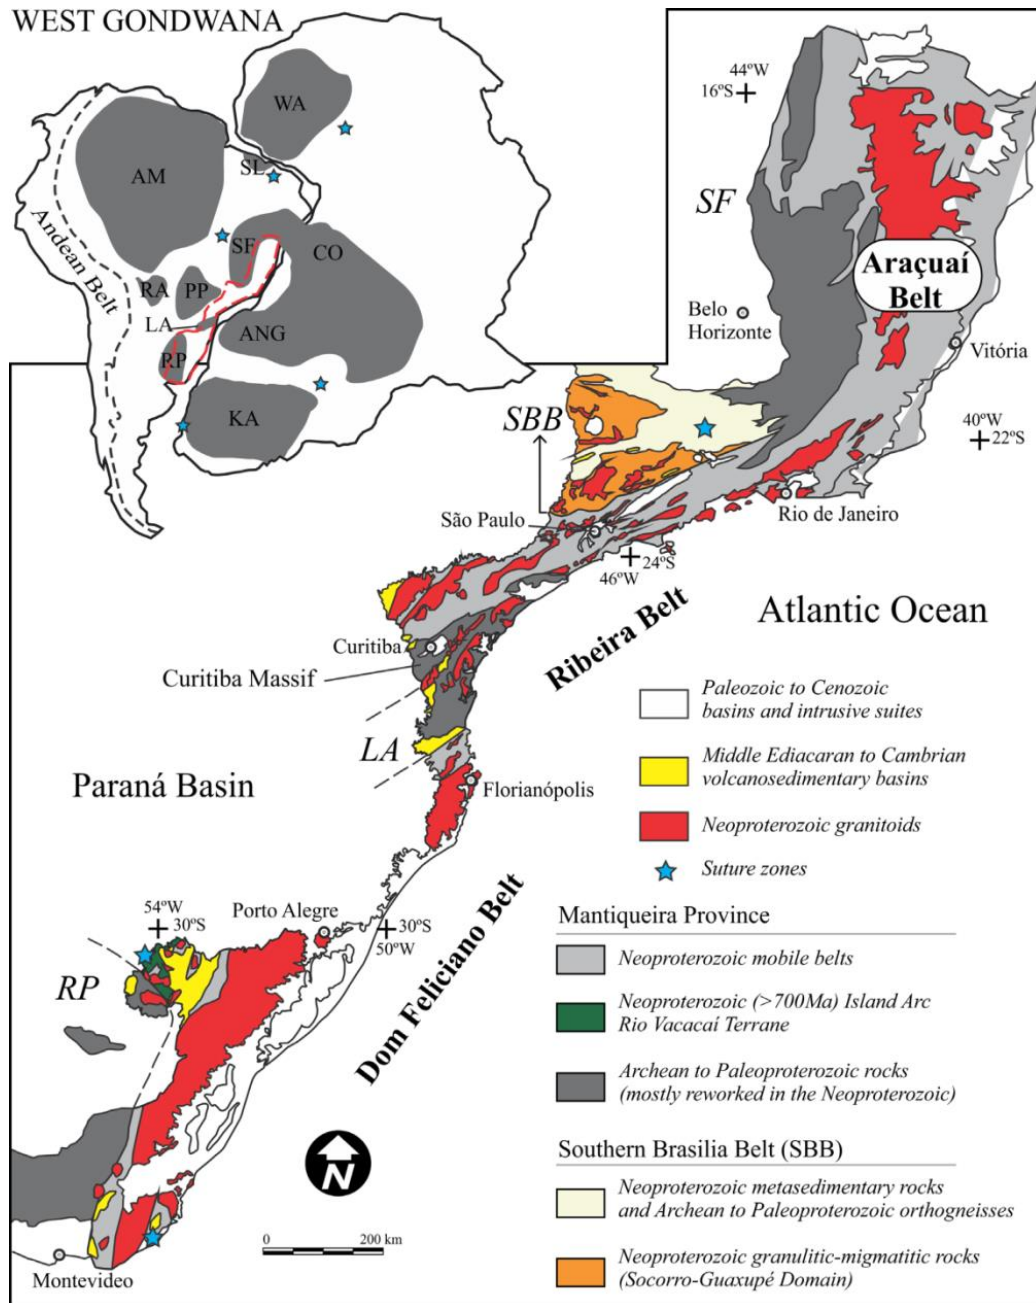 WEST GONDWANA
WA
SL
AM
SF
CO
Andean Belt
RA
PP
LA
ANG
RP
KA
44ºW
16ºS
SF
Araçuaí
Belt
Belo
Horizonte
Vitória
SBB
40ºW
22ºS
São Paulo
Rio de Janeiro
46ºW
24ºS
Ribeira Belt
Atlantic Ocean
Curitiba
Curitiba Massif
LA
Paraná Basin
Florianópolis
Dom Feliciano Belt
54ºW
30ºS
Porto Alegre
30ºS
50ºW
RP
N
0
200 km
Montevideo
Paleozoic to Cenozoic
basins and intrusive suites
Middle Ediacaran to Cambrian
volcanosedimentary basins
Neoproterozoic granitoids
Suture zones
Mantiqueira Province
Neoproterozoic mobile belts
Neoproterozoic (>700Ma) Island Arc
Rio Vacacaí Terrane
Archean to Paleoproterozoic rocks
(mostly reworked in the Neoproterozoic)
Southern Brasilia Belt (SBB)
Neoproterozoic metasedimentary rocks
and Archean to Paleoproterozoic orthogneisses
Neoproterozoic granulitic-migmatitic rocks
(Socorro-Guaxupé Domain)